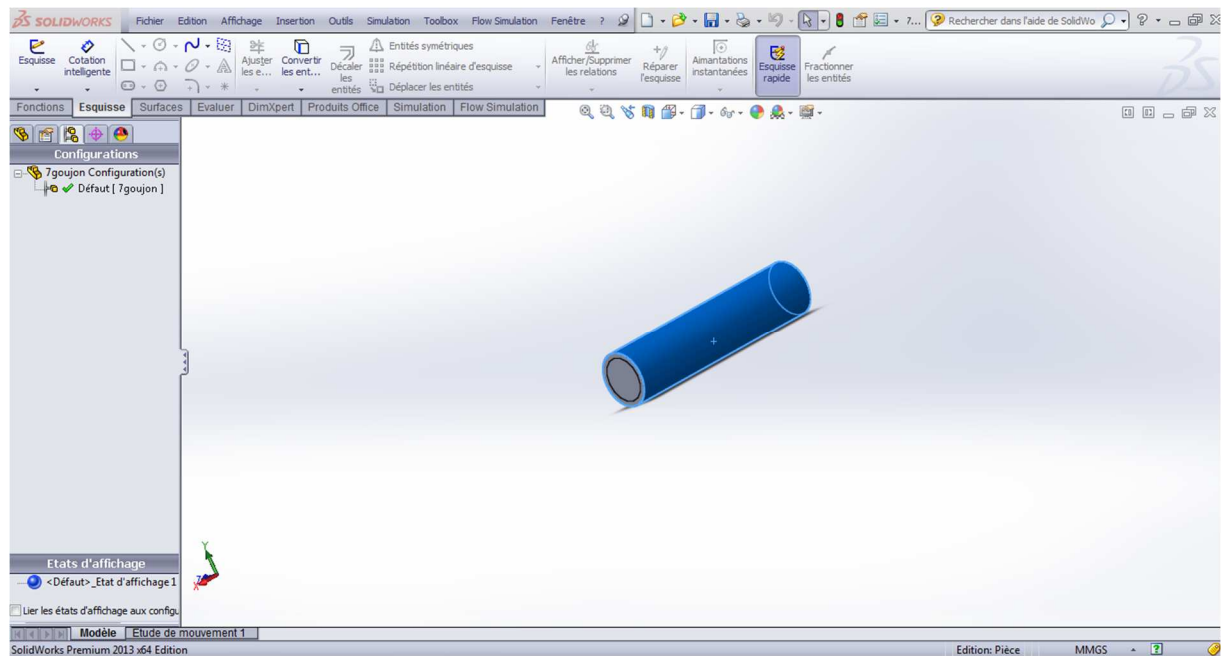 SOLIDWORKS Fichier Edition Affichage Insertion Outils Simulation Toolbox Flow Simulation Fenêtre ? 7... Rechercher dans l'aide de SolidWo ?
Esquisse
Cotation intelligente
Ajuster les e...
Convertir les ent...
Décaler les entités
Entités symétriques
Répétition linéaire d'esquisse
Déplacer les entités
Afficher/Supprimer les relations
Réparer l'esquisse
Aimantations instantanées
Esquisse rapide
Fractionner les entités
Fonctions Esquisse Surfaces Evaluer DimXpert Produits Office Simulation Flow Simulation
Configurations
7goujon Configuration(s)
Défaut [ 7goujon ]
Y
Z
X
Etats d'affichage
<Défaut>_Etat d'affichage 1
Lier les états d'affichage aux configu
Modèle Etude de mouvement 1
SolidWorks Premium 2013 x64 Edition Edition: Pièce MMGS ?